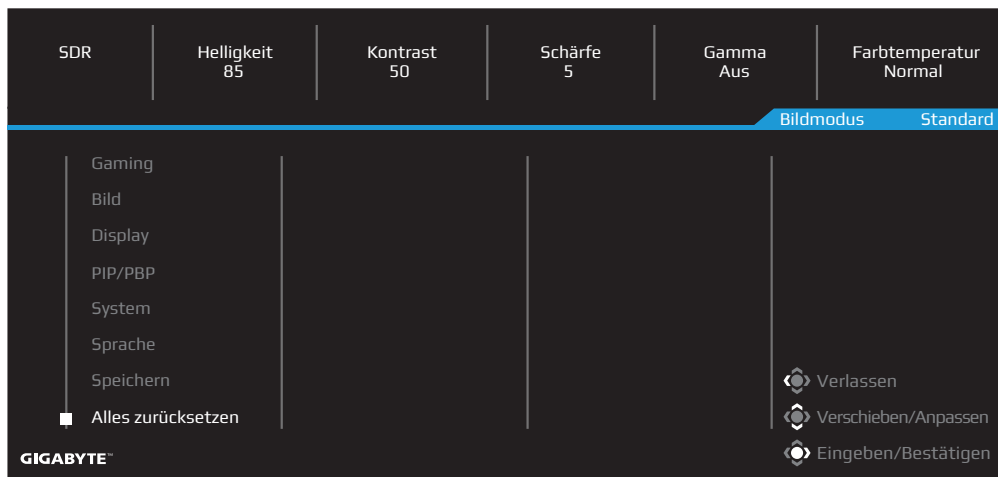 SDR
Helligkeit
85
Kontrast
50
Schärfe
5
Gamma
Aus
Farbtemperatur
Normal
Bildmodus Standard
Gaming
Bild
Display
PIP/PBP
System
Sprache
Speichern
Alles zurücksetzen
Verlassen
Verschieben/Anpassen
Eingeben/Bestätigen
GIGABYTE™